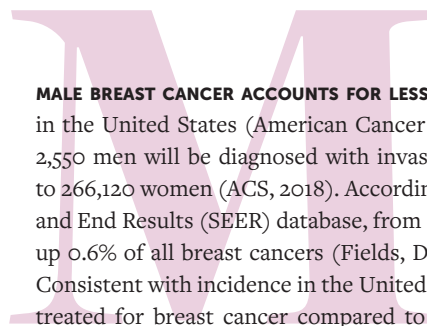 MALE BREAST CANCER ACCOUNTS FOR LESS
in the United States (American Cancer
2,550 men will be diagnosed with invas
to 266,120 women (ACS, 2018). Accordin
and End Results (SEER) database, from
up 0.6% of all breast cancers (Fields, D
Consistent with incidence in the United
treated for breast cancer compared to